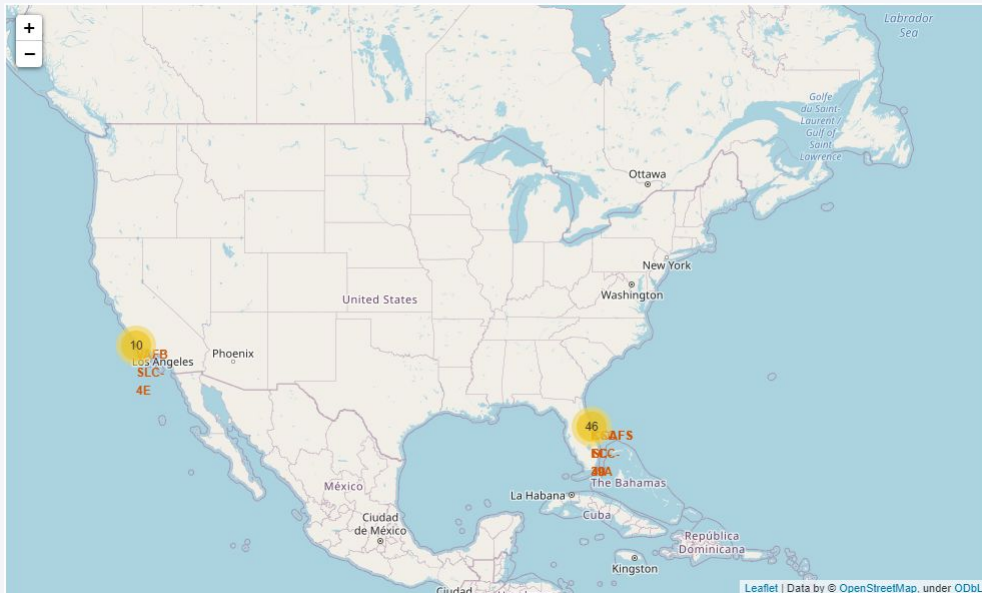 +
−
Labrador
Sea
Golfe
du Saint-
Laurent /
Gulf of
Saint
Lawrence
Ottawa
New York
Washington
United States
10
Los Angeles
SLC-
4E
Phoenix
46
The Bahamas
La Habana
Cuba
México
Ciudad
de México
República
Dominicana
Kingston
Ciudad
Leaflet | Data by © OpenStreetMap, under ODbL